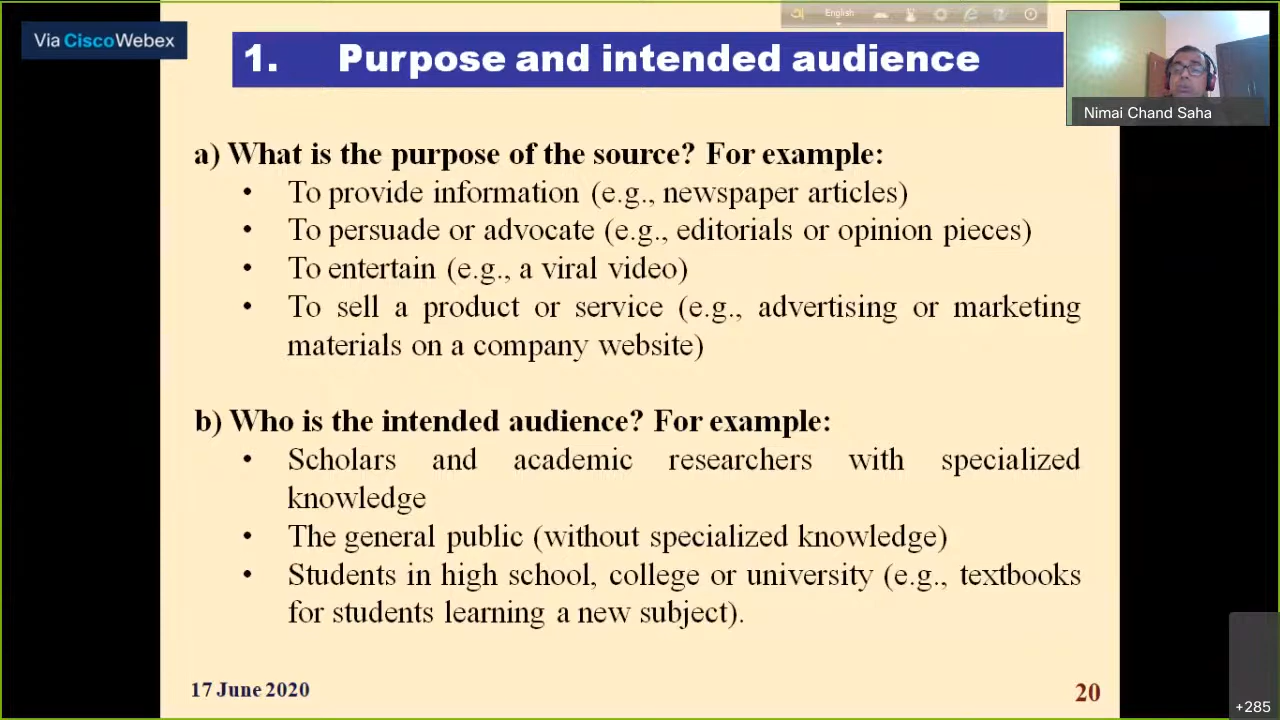 Via CiscoWebex
English
1. Purpose and intended audience
Nimai Chand Saha
a) What is the purpose of the source? For example:
• To provide information (e.g., newspaper articles)
• To persuade or advocate (e.g., editorials or opinion pieces)
• To entertain (e.g., a viral video)
• To sell a product or service (e.g., advertising or marketing
materials on a company website)
b) Who is the intended audience? For example:
• Scholars and academic researchers with specialized
knowledge
• The general public (without specialized knowledge)
• Students in high school, college or university (e.g., textbooks
for students learning a new subject).
17 June 2020
20
+285